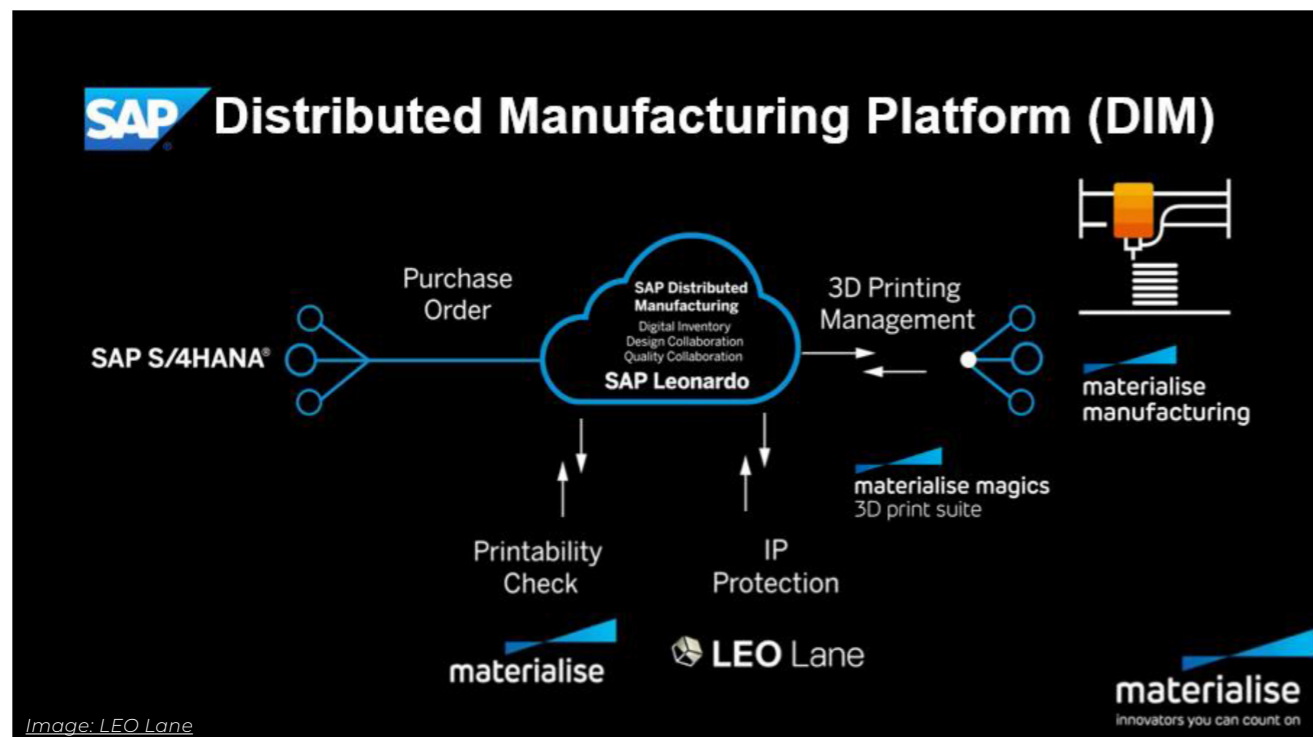 SAP® Distributed Manufacturing Platform (DIM)
Purchase
Order
SAP S/4HANA®
SAP Distributed
Manufacturing
Digital Inventory
Design Collaboration
Quality Collaboration
SAP Leonardo
3D Printing
Management
materialise
manufacturing
materialise magics
3D print suite
Printability
Check
materialise
IP
Protection
LEO Lane
materialise
innovators you can count on
Image: LEO Lane